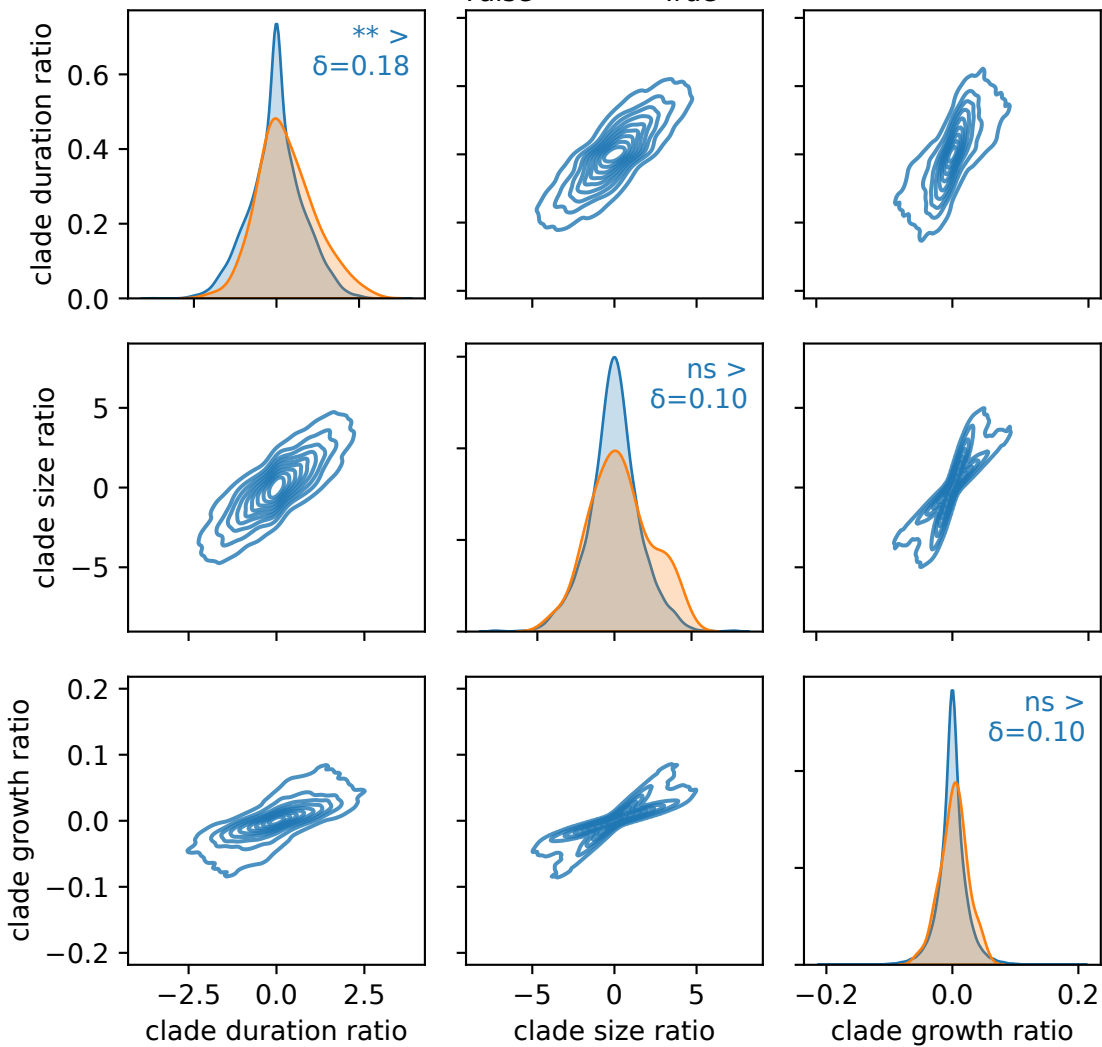 ** >
δ=0.18
clade duration ratio
0.6
0.4
0.2
0.0
ns >
δ=0.10
clade size ratio
5
0
−5
ns >
δ=0.10
clade growth ratio
0.2
0.1
0.0
−0.1
−0.2
−2.5 0.0 2.5
−5 0 5
−0.2 0.0 0.2
clade duration ratio
clade size ratio
clade growth ratio